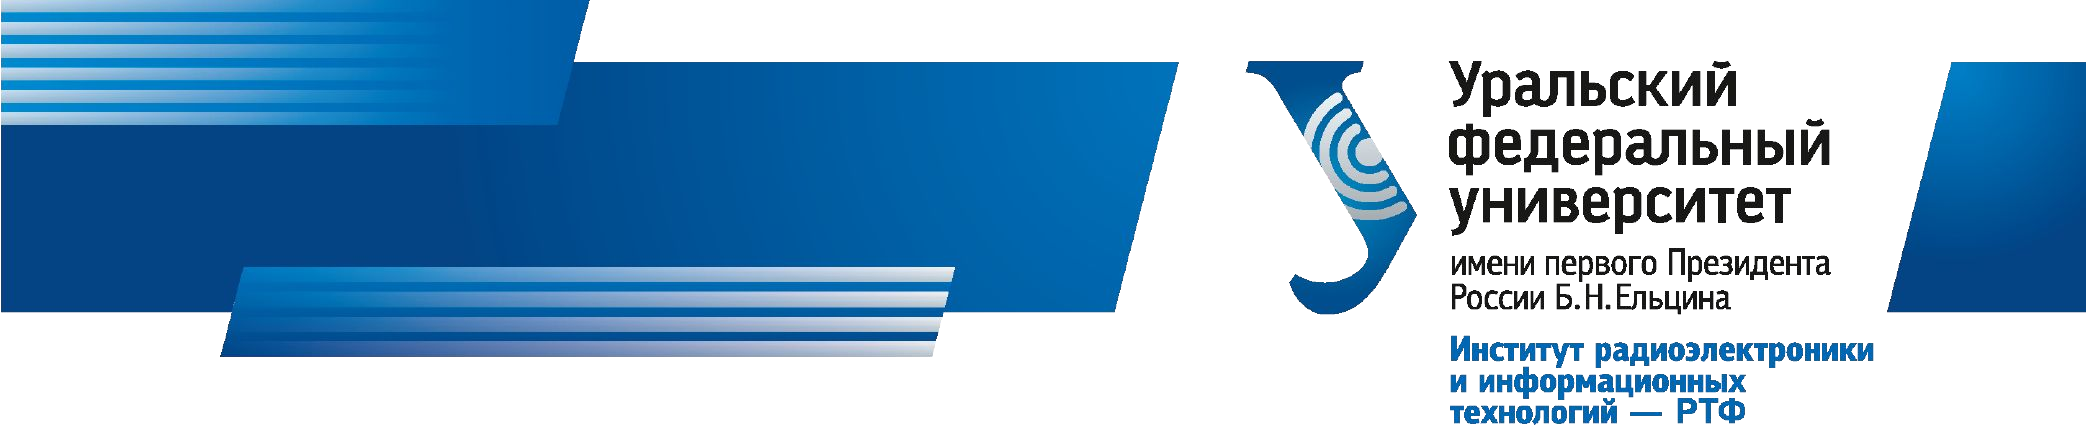 Уральский
федеральный
университет
имени первого Президента
России Б.Н.Ельцина
Институт радиоэлектроники
и информационных
технологий — РТФ